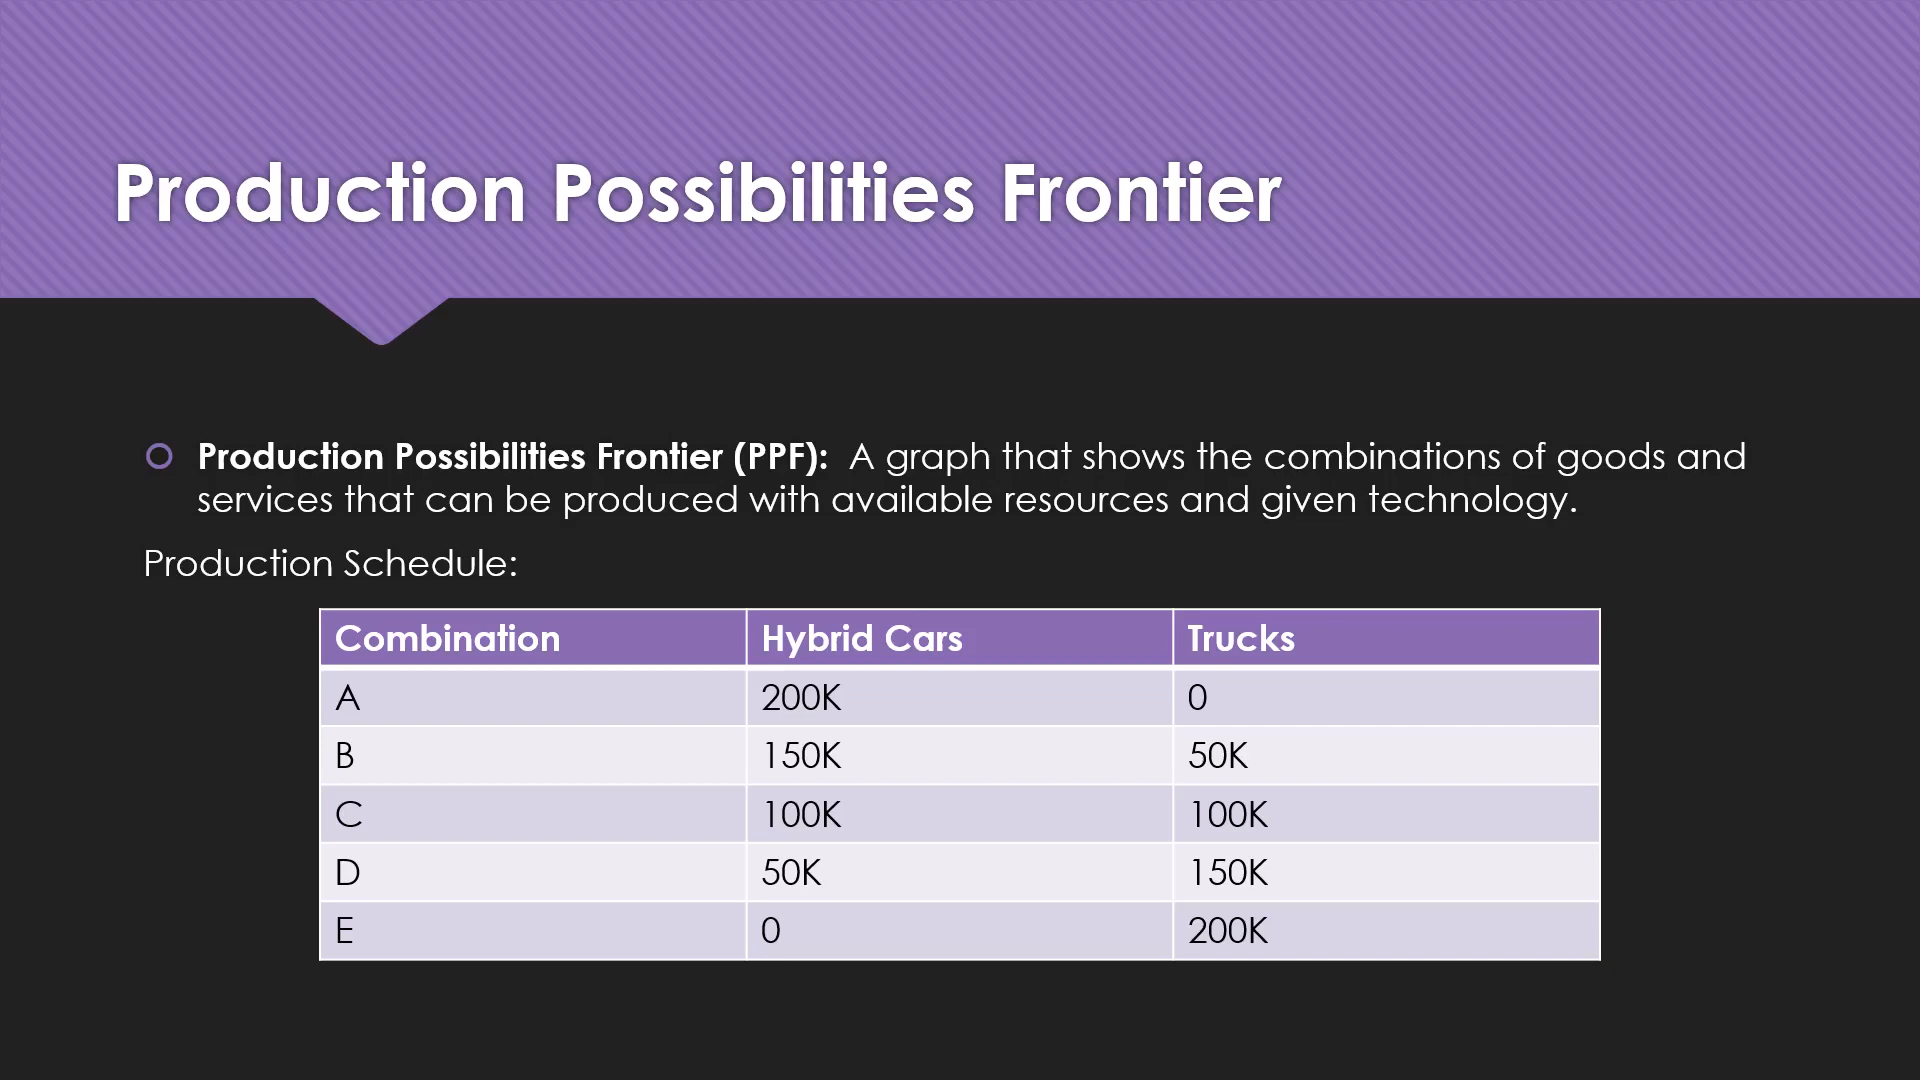 Production Possibilities Frontier
Production Possibilities Frontier (PPF):  A graph that shows the combinations of goods and
services that can be produced with available resources and given technology.
Production Schedule:
Combination Hybrid Cars Trucks
A 200K 0
B 150K 50K
C 100K 100K
D 50K 150K
E 0 200K